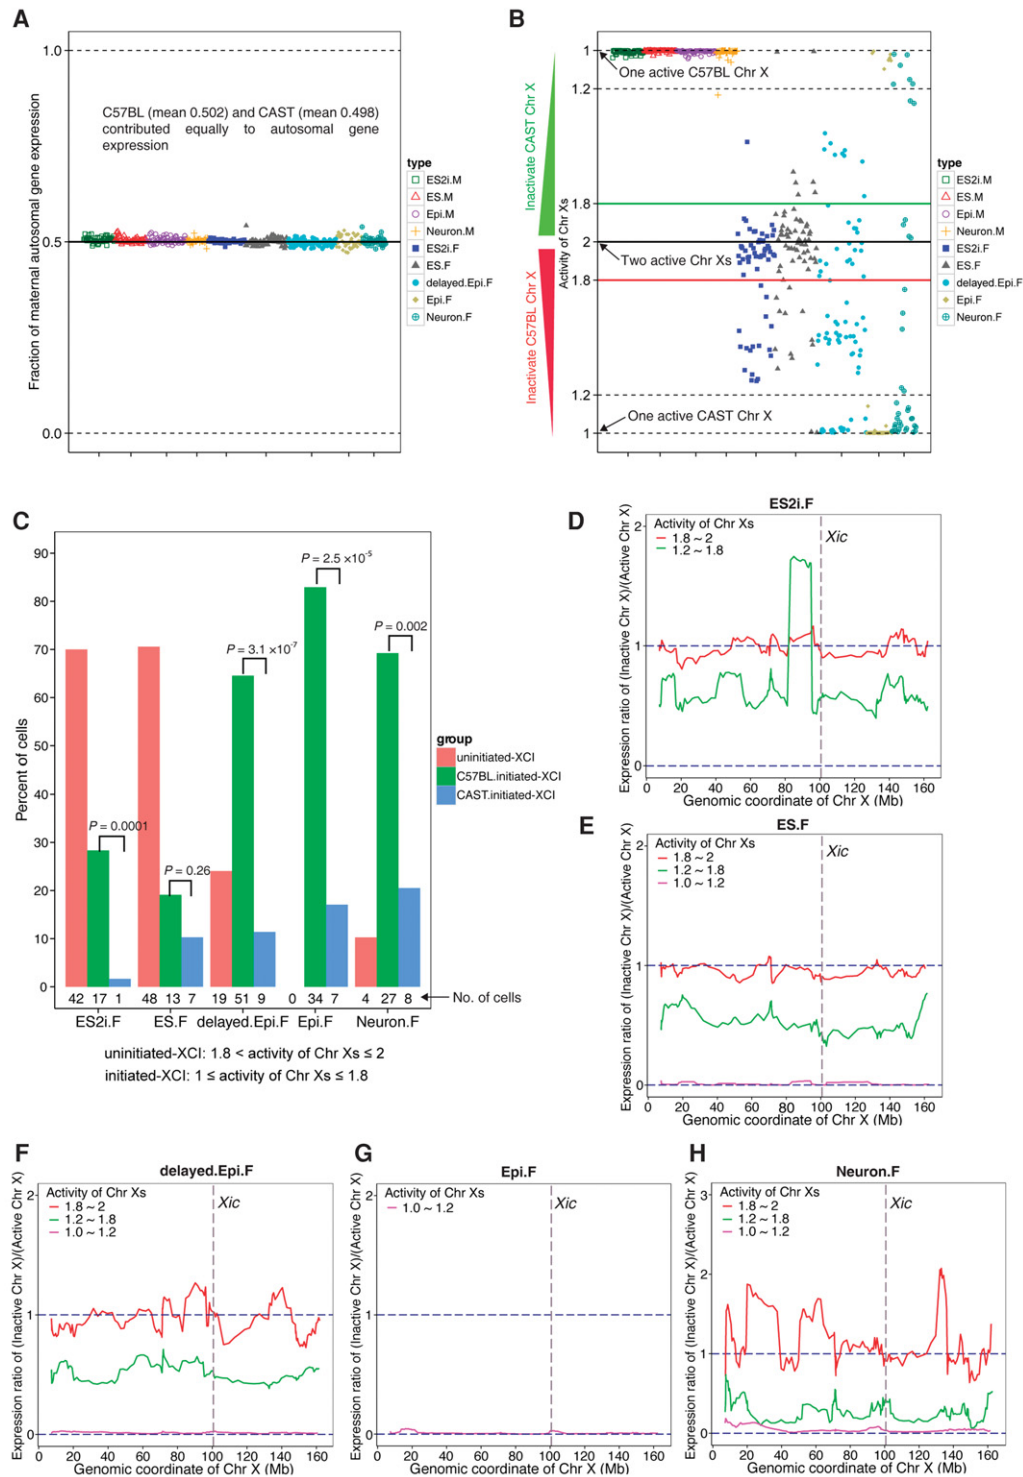 A
Fraction of maternal autosomal gene expression
1.0
0.5
0.0
C57BL (mean 0.502) and CAST (mean 0.498)
contributed equally to autosomal gene
expression
type
ES2i.M
ES.M
Epi.M
Neuron.M
ES2i.F
ES.F
delayed.Epi.F
Epi.F
Neuron.F
B
Inactivate CAST Chr X
Inactivate C57BL Chr X
Activity of Chr Xs
1
1.2
1.8
2
1.8
1.2
1
One active C57BL Chr X
Two active Chr Xs
One active CAST Chr X
type
ES2i.M
ES.M
Epi.M
Neuron.M
ES2i.F
ES.F
delayed.Epi.F
Epi.F
Neuron.F
C
Percent of cells
90
80
70
60
50
40
30
20
10
0
P = 0.0001
P = 0.26
P = 3.1 ×10-7
P = 2.5 ×10-5
P = 0.002
group
uninitiated-XCI
C57BL.initiated-XCI
CAST.initiated-XCI
42 17 1 48 13 7 19 51 9 0 34 7 4 27 8 No. of cells
ES2i.F ES.F delayed.Epi.F Epi.F Neuron.F
uninitiated-XCI: 1.8 < activity of Chr Xs ≤ 2
initiated-XCI: 1 ≤ activity of Chr Xs ≤ 1.8
D
ES2i.F
Expression ratio of (Inactive Chr X)/(Active Chr X)
2
1
0
Activity of Chr Xs
1.8 ~ 2
1.2 ~ 1.8
Xic
0 20 40 60 80 100 120 140 160
Genomic coordinate of Chr X (Mb)
E
ES.F
Expression ratio of (Inactive Chr X)/(Active Chr X)
2
1
0
Activity of Chr Xs
1.8 ~ 2
1.2 ~ 1.8
1.0 ~ 1.2
Xic
0 20 40 60 80 100 120 140 160
Genomic coordinate of Chr X (Mb)
F
delayed.Epi.F
Expression ratio of (Inactive Chr X)/(Active Chr X)
2
1
0
Activity of Chr Xs
1.8 ~ 2
1.2 ~ 1.8
1.0 ~ 1.2
Xic
0 20 40 60 80 100 120 140 160
Genomic coordinate of Chr X (Mb)
G
Epi.F
Expression ratio of (Inactive Chr X)/(Active Chr X)
2
1
0
Activity of Chr Xs
1.0 ~ 1.2
Xic
0 20 40 60 80 100 120 140 160
Genomic coordinate of Chr X (Mb)
H
Neuron.F
Expression ratio of (Inactive Chr X)/(Active Chr X)
3
2
1
0
Activity of Chr Xs
1.8 ~ 2
1.2 ~ 1.8
1.0 ~ 1.2
Xic
0 20 40 60 80 100 120 140 160
Genomic coordinate of Chr X (Mb)